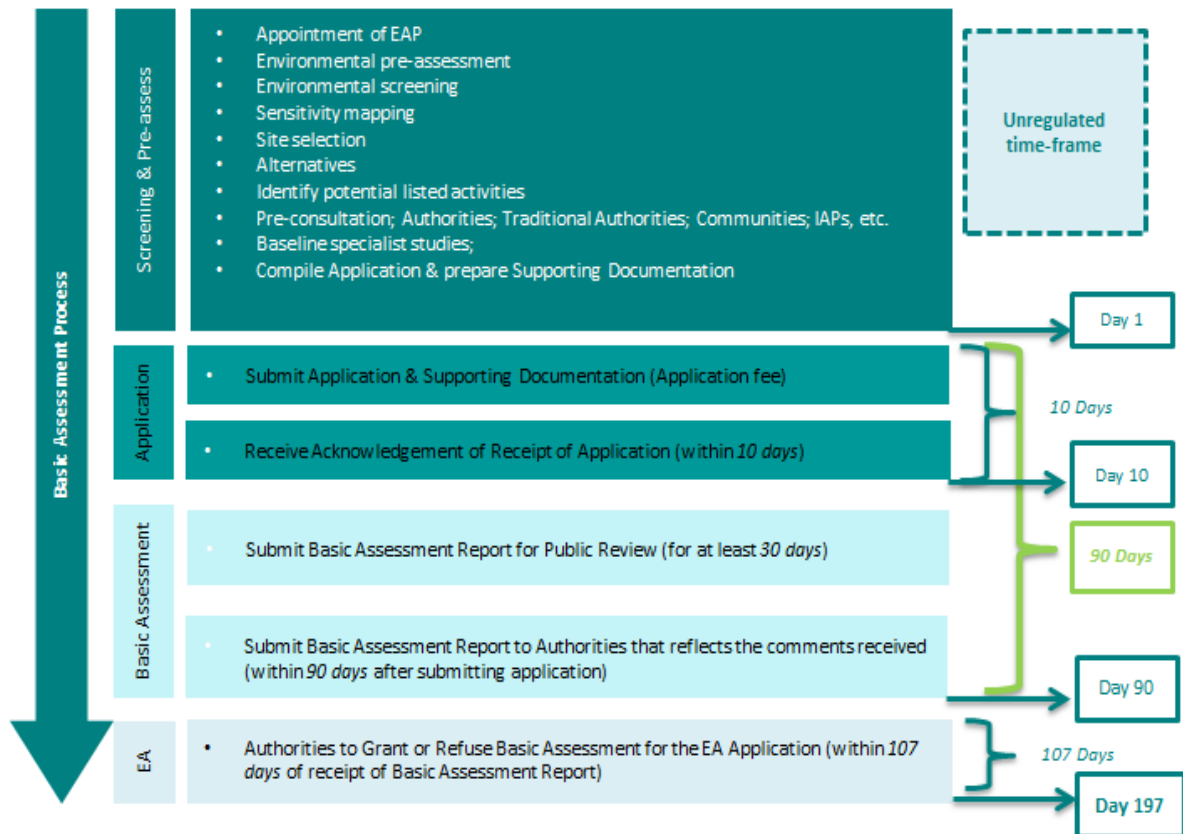 Basic Assessment Process
Screening & Pre-assess
• Appointment of EAP
• Environmental pre-assessment
• Environmental screening
• Sensitivity mapping
• Site selection
• Alternatives
• Identify potential listed activities
• Pre-consultation; Authorities; Traditional Authorities; Communities; IAPs, etc.
• Baseline specialist studies;
• Compile Application & prepare Supporting Documentation
Unregulated
time-frame
Day 1
Application
• Submit Application & Supporting Documentation (Application fee)
10 Days
• Receive Acknowledgement of Receipt of Application (within 10 days)
Day 10
Basic Assessment
• Submit Basic Assessment Report for Public Review (for at least 30 days)
90 Days
• Submit Basic Assessment Report to Authorities that reflects the comments received
(within 90 days after submitting application)
Day 90
EA
• Authorities to Grant or Refuse Basic Assessment for the EA Application (within 107
days of receipt of Basic Assessment Report)
107 Days
Day 197